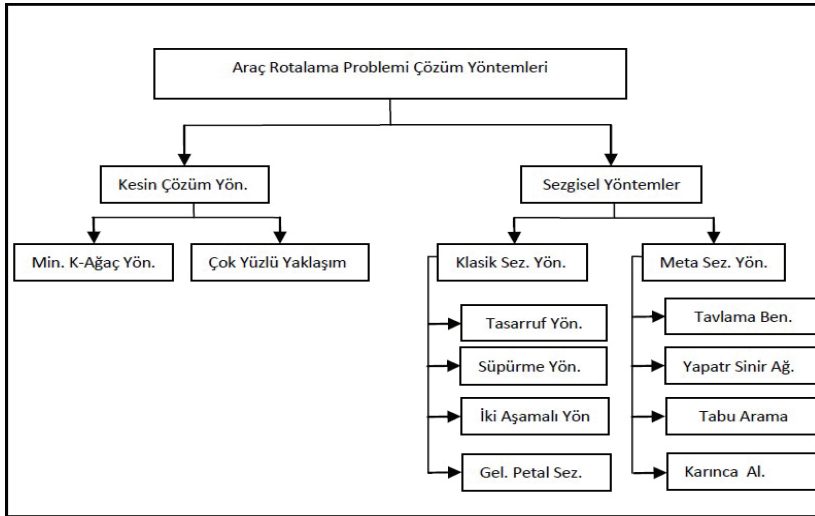 Araç Rotalama Problemi Çözüm Yöntemleri
Kesin Çözüm Yön.
Sezgisel Yöntemler
Min. K-Ağaç Yön.
Çok Yüzlü Yaklaşım
Klasik Sez. Yön.
Meta Sez. Yön.
Tasarruf Yön.
Süpürme Yön.
İki Aşamalı Yön
Gel. Petal Sez.
Tavlama Ben.
Yapatr Sinir Ağ.
Tabu Arama
Karınca Al.